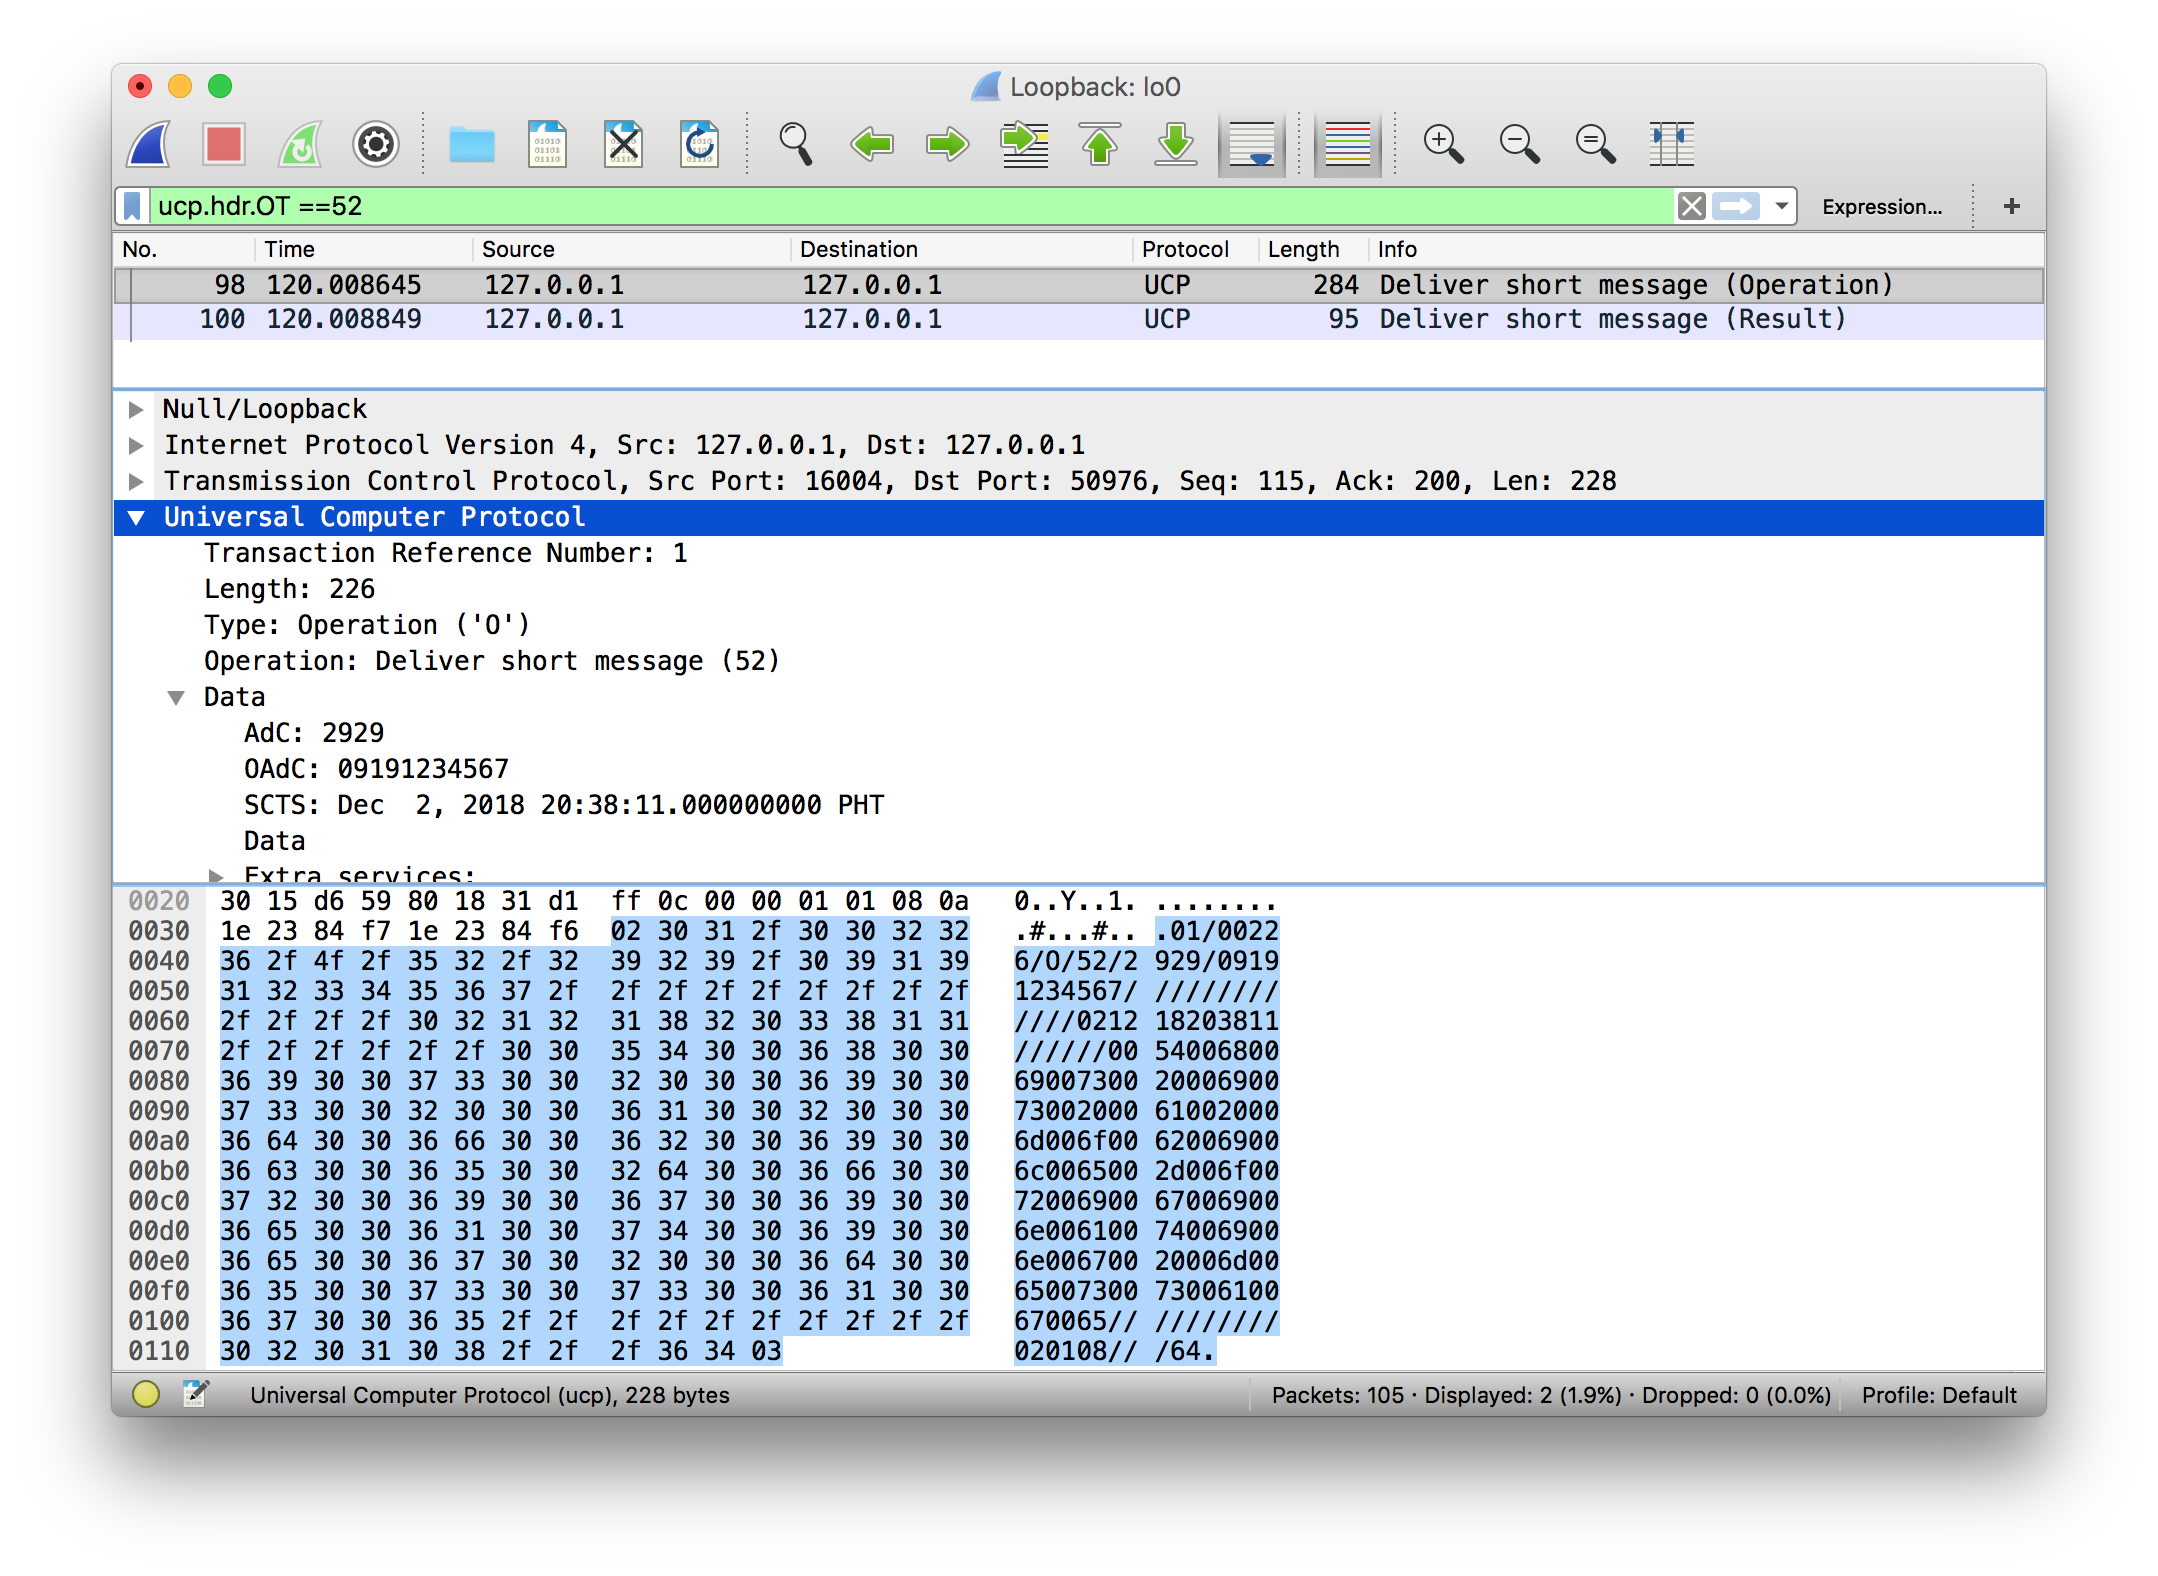 Loopback: lo0
ucp.hdr.OT ==52
Expression...
+
No. Time Source Destination Protocol Length Info
98 120.008645 127.0.0.1 127.0.0.1 UCP 284 Deliver short message (Operation)
100 120.008849 127.0.0.1 127.0.0.1 UCP 95 Deliver short message (Result)
Null/Loopback
Internet Protocol Version 4, Src: 127.0.0.1, Dst: 127.0.0.1
Transmission Control Protocol, Src Port: 16004, Dst Port: 50976, Seq: 115, Ack: 200, Len: 228
Universal Computer Protocol
Transaction Reference Number: 1
Length: 226
Type: Operation ('O')
Operation: Deliver short message (52)
Data
AdC: 2929
OAdC: 09191234567
SCTS: Dec  2, 2018 20:38:11.000000000 PHT
Data
Extra services:
0020 30 15 d6 59 80 18 31 d1 ff 0c 00 00 01 01 08 0a 0..Y..1. ........
0030 1e 23 84 f7 1e 23 84 f6 02 30 31 2f 30 30 32 32 .#...#.. .01/0022
0040 36 2f 4f 2f 35 32 2f 32 39 32 39 2f 30 39 31 39 6/O/52/2 929/0919
0050 31 32 33 34 35 36 37 2f 2f 2f 2f 2f 2f 2f 2f 2f 1234567/ ////////
0060 2f 2f 2f 2f 30 32 31 32 31 38 32 30 33 38 31 31 ////0212 18203811
0070 2f 2f 2f 2f 2f 2f 30 30 35 34 30 30 36 38 30 30 //////00 54006800
0080 36 39 30 30 37 33 30 30 32 30 30 30 36 39 30 30 69007300 20006900
0090 37 33 30 30 32 30 30 30 36 31 30 30 32 30 30 30 73002000 61002000
00a0 36 64 30 30 36 66 30 30 36 32 30 30 36 39 30 30 6d006f00 62006900
00b0 36 63 30 30 36 35 30 30 32 64 30 30 36 66 30 30 6c006500 2d006f00
00c0 37 32 30 30 36 39 30 30 36 37 30 30 36 39 30 30 72006900 67006900
00d0 36 65 30 30 36 31 30 30 37 34 30 30 36 39 30 30 6e006100 74006900
00e0 36 65 30 30 36 37 30 30 32 30 30 30 36 64 30 30 6e006700 20006d00
00f0 36 35 30 30 37 33 30 30 37 33 30 30 36 31 30 30 65007300 73006100
0100 36 37 30 30 36 35 2f 2f 2f 2f 2f 2f 2f 2f 2f 2f 670065// ////////
0110 30 32 30 31 30 38 2f 2f 2f 36 34 03 020108// /64.
Universal Computer Protocol (ucp), 228 bytes
Packets: 105 · Displayed: 2 (1.9%) · Dropped: 0 (0.0%)
Profile: Default